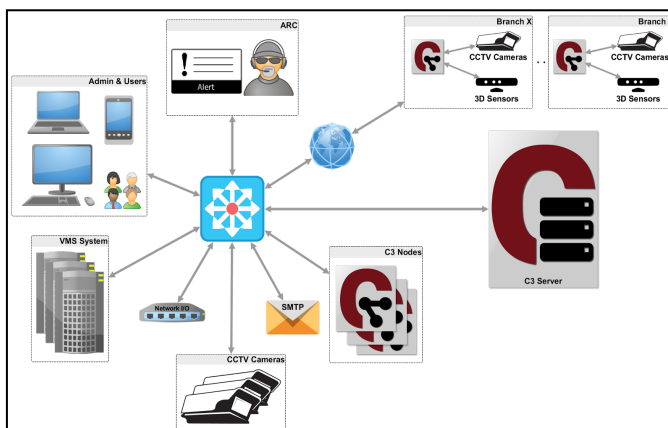 ARC
Alert
Branch X
CCTV Cameras
3D Sensors
. .
Branch
CCTV Cameras
3D Sensors
Admin & Users
VMS System
Network I/O
SMTP
C3 Nodes
C3 Server
CCTV Cameras